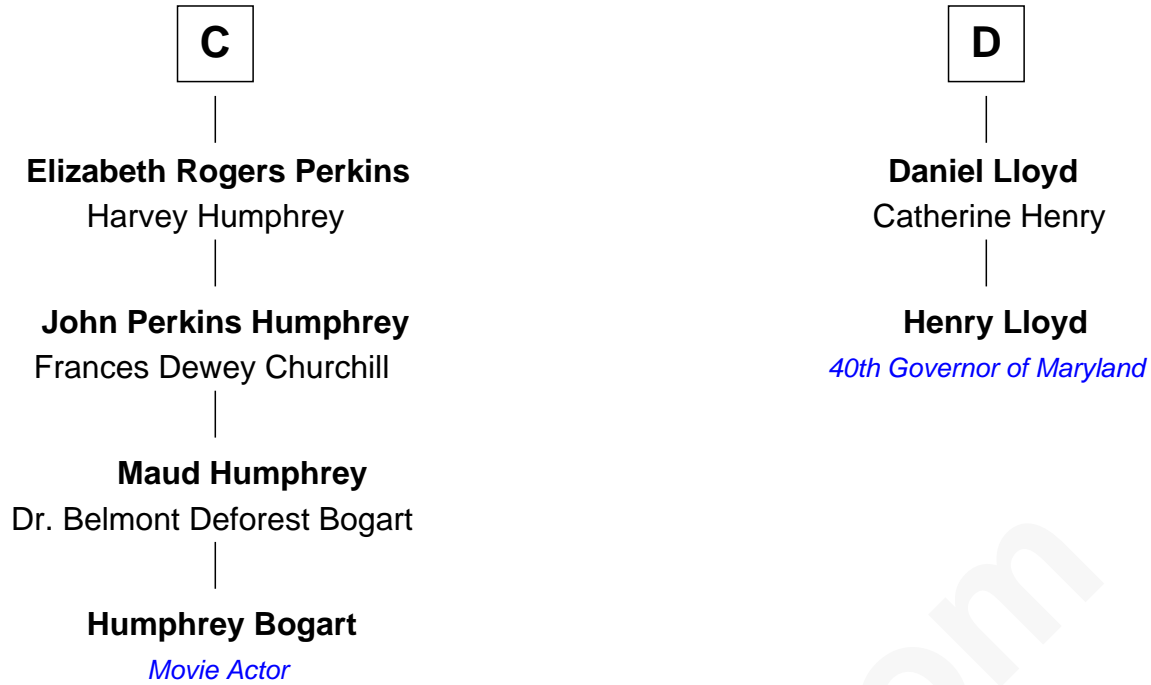 C
Elizabeth Rogers Perkins
Harvey Humphrey
John Perkins Humphrey
Frances Dewey Churchill
Maud Humphrey
Dr. Belmont Deforest Bogart
Humphrey Bogart
Movie Actor
D
Daniel Lloyd
Catherine Henry
Henry Lloyd
40th Governor of Maryland
om